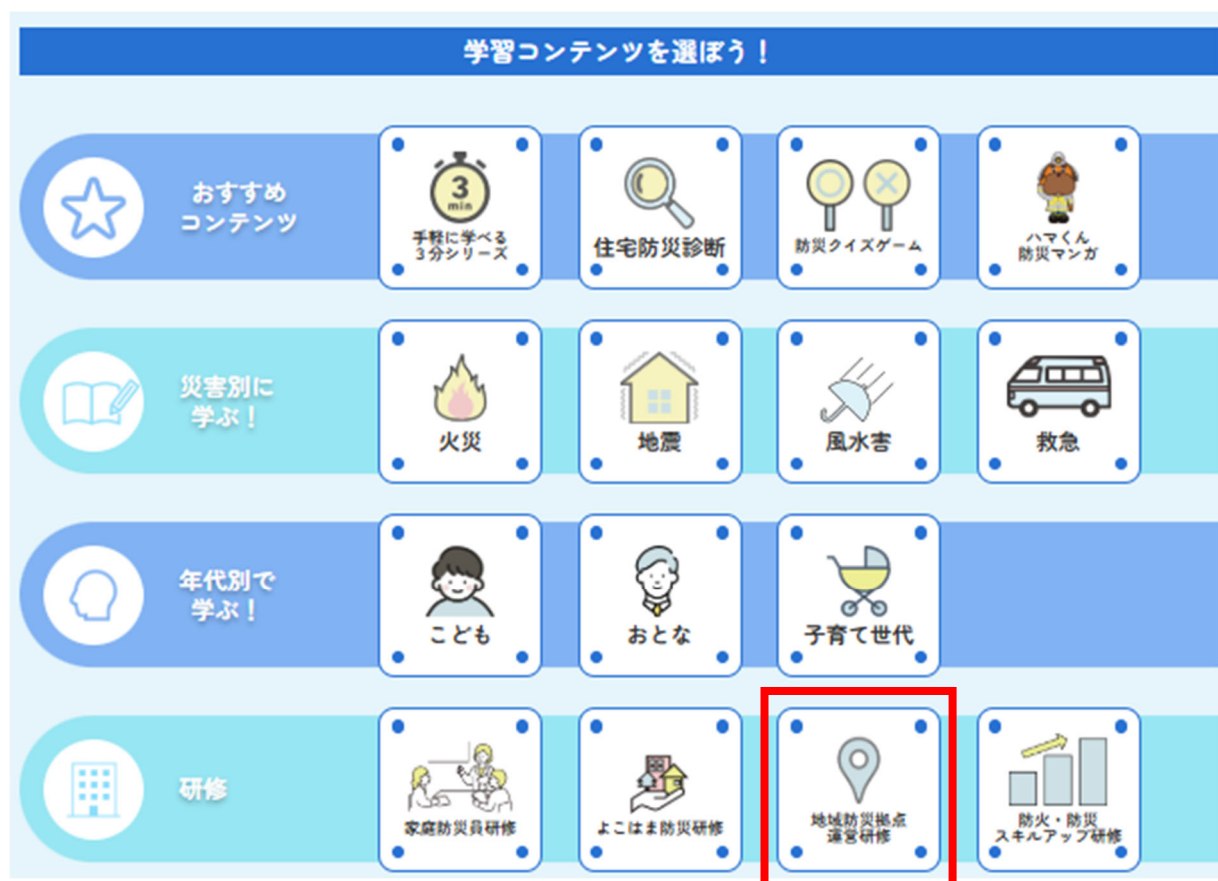 学習コンテンツを選ぼう！
おすすめ
コンテンツ
3
min
手軽に学べる
３分シリーズ
住宅防災診断
防災クイズゲーム
ハマくん
防災マンガ
災害別に
学ぶ！
火災
地震
風水害
救急
年代別で
学ぶ！
こども
おとな
子育て世代
研修
家庭防災員研修
よこはま防災研修
地域防災拠点
運営研修
防火・防災
スキルアップ研修